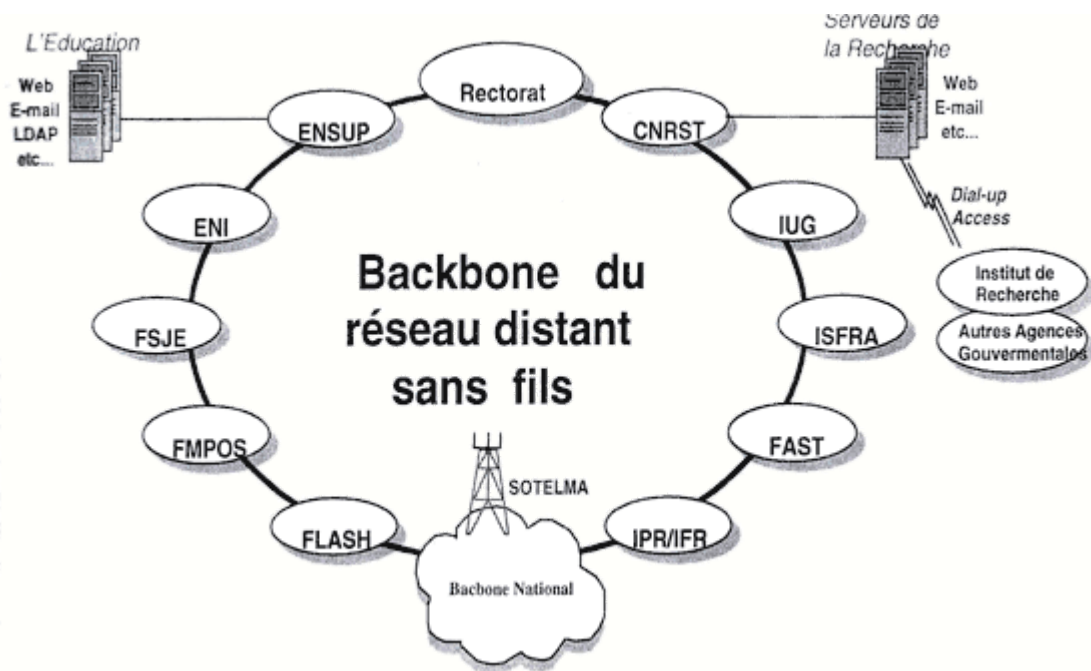 L'Education
Web
E-mail
LDAP
etc...
Serveurs de
la Recherche
Web
E-mail
etc...
Rectorat
ENSUP
CNRST
ENI
IUG
Dial-up
Access
Institut de
Recherche
Autres Agences
Gouvermentales
FSJE
ISFRA
Backbone du
réseau distant
sans fils
FMPOS
FAST
SOTELMA
FLASH
IPR/IFR
Bacbone National